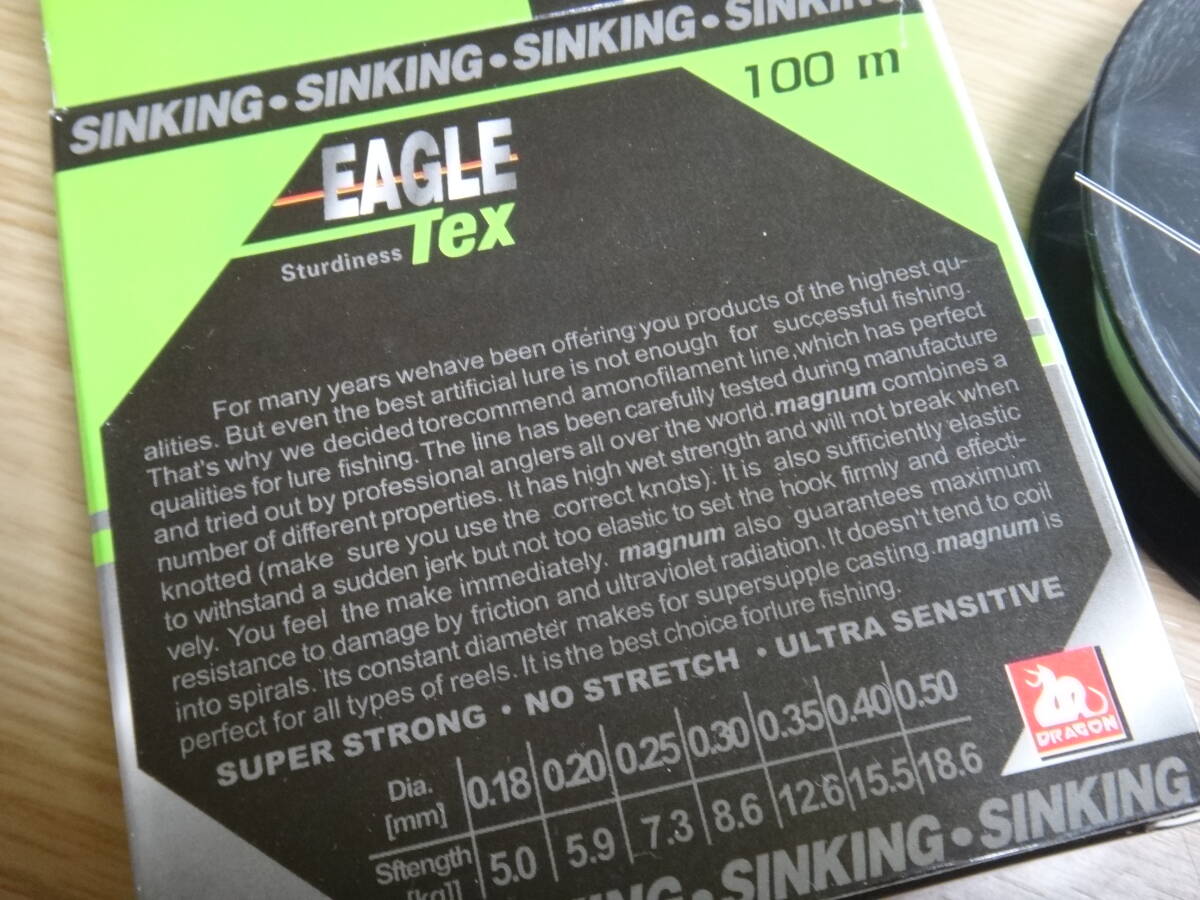 SINKING • SINKING • SINKING • SINKING
100 m
EAGLE
Sturdiness Tex
For many years wehave been offering you products of the highest qu-
alities. But even the best artificial lure is not enough for successful fishing.
That's why we decided torecommend amonofilament line,which has perfect
qualities for lure fishing. The line has been carefully tested during manufacture
and tried out by professional anglers all over the world. magnum combines a
number of different properties. It has high wet strength and will not break when
knotted (make sure you use the correct knots). It is also sufficiently elastic
to withstand a sudden jerk but not too elastic to set the hook firmly and effecti-
vely. You feel the make immediately. magnum also guarantees maximum
resistance to damage by friction and ultraviolet radiation. It doesn't tend to coil
into spirals. Its constant diameter makes for supersupple casting. magnum is
perfect for all types of reels. It is the best choice forlure fishing.
SUPER STRONG • NO STRETCH • ULTRA SENSITIVE
Dia. [mm] 0.18 0.20 0.25 0.30 0.35 0.40 0.50
Sftength [kg]] 5.0 5.9 7.3 8.6 12.6 15.5 18.6
DRAGON
SINKING • SINKING